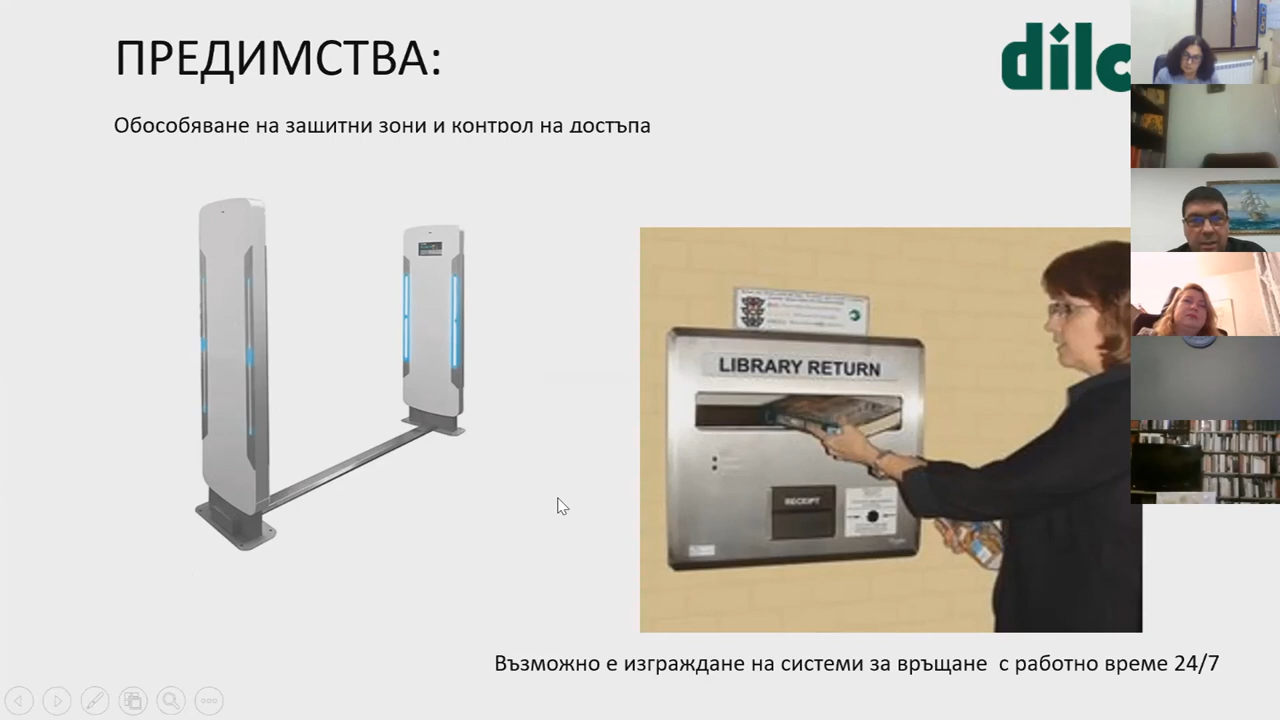 ПРЕДИМСТВА:
dilc
Обособяване на защитни зони и контрол на достъпа
LIBRARY RETURN
RECEIPT
Възможно е изграждане на системи за връщане с работно време 24/7